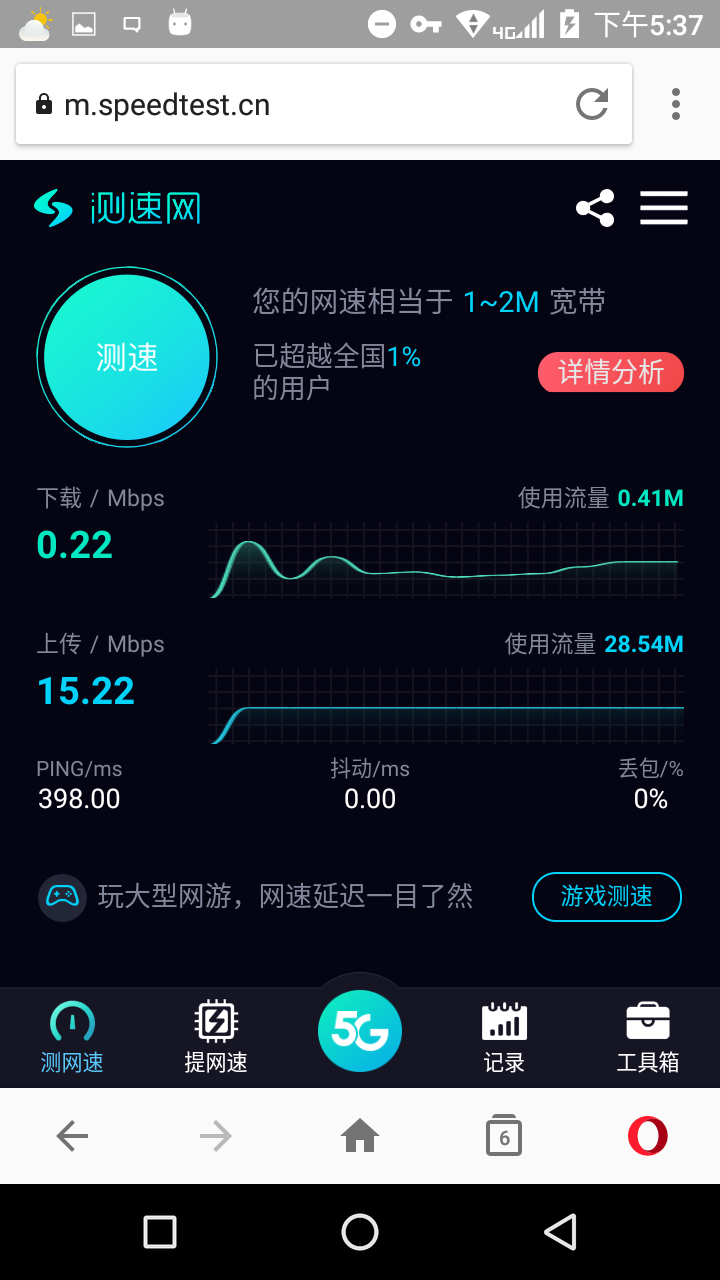 4G 下午5:37
m.speedtest.cn
测速网
测速
您的网速相当于 1~2M 宽带
已超越全国1%
的用户
详情分析
下载 / Mbps
使用流量 0.41M
0.22
上传 / Mbps
使用流量 28.54M
15.22
PING/ms
抖动/ms
丢包/%
398.00
0.00
0%
玩大型网游，网速延迟一目了然
游戏测速
5G
测网速
提网速
记录
工具箱
6